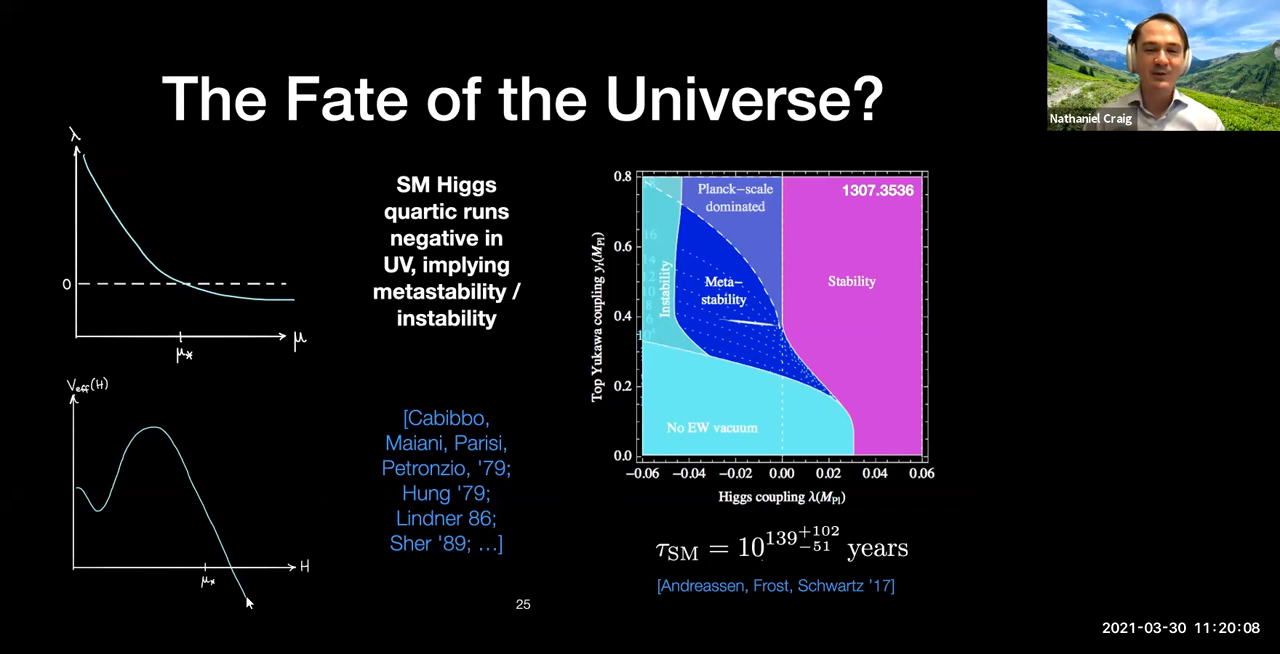 The Fate of the Universe?
Nathaniel Craig
λ
0
μ*
μ
SM Higgs
quartic runs
negative in
UV, implying
metastability /
instability
1307.3536
Planck−scale
dominated
Instability
Meta-
stability
Stability
No EW vacuum
0.8
0.6
0.4
0.2
0.0
−0.06 −0.04 −0.02 0.00 0.02 0.04 0.06
Top Yukawa coupling yt(MPl)
Higgs coupling λ(MPl)
Veff(H)
μ*
H
[Cabibbo,
Maiani, Parisi,
Petronzio, '79;
Hung '79;
Lindner 86;
Sher '89; …]
τSM = 10^139 +102 −51 years
[Andreassen, Frost, Schwartz ’17]
25
2021-03-30 11:20:08